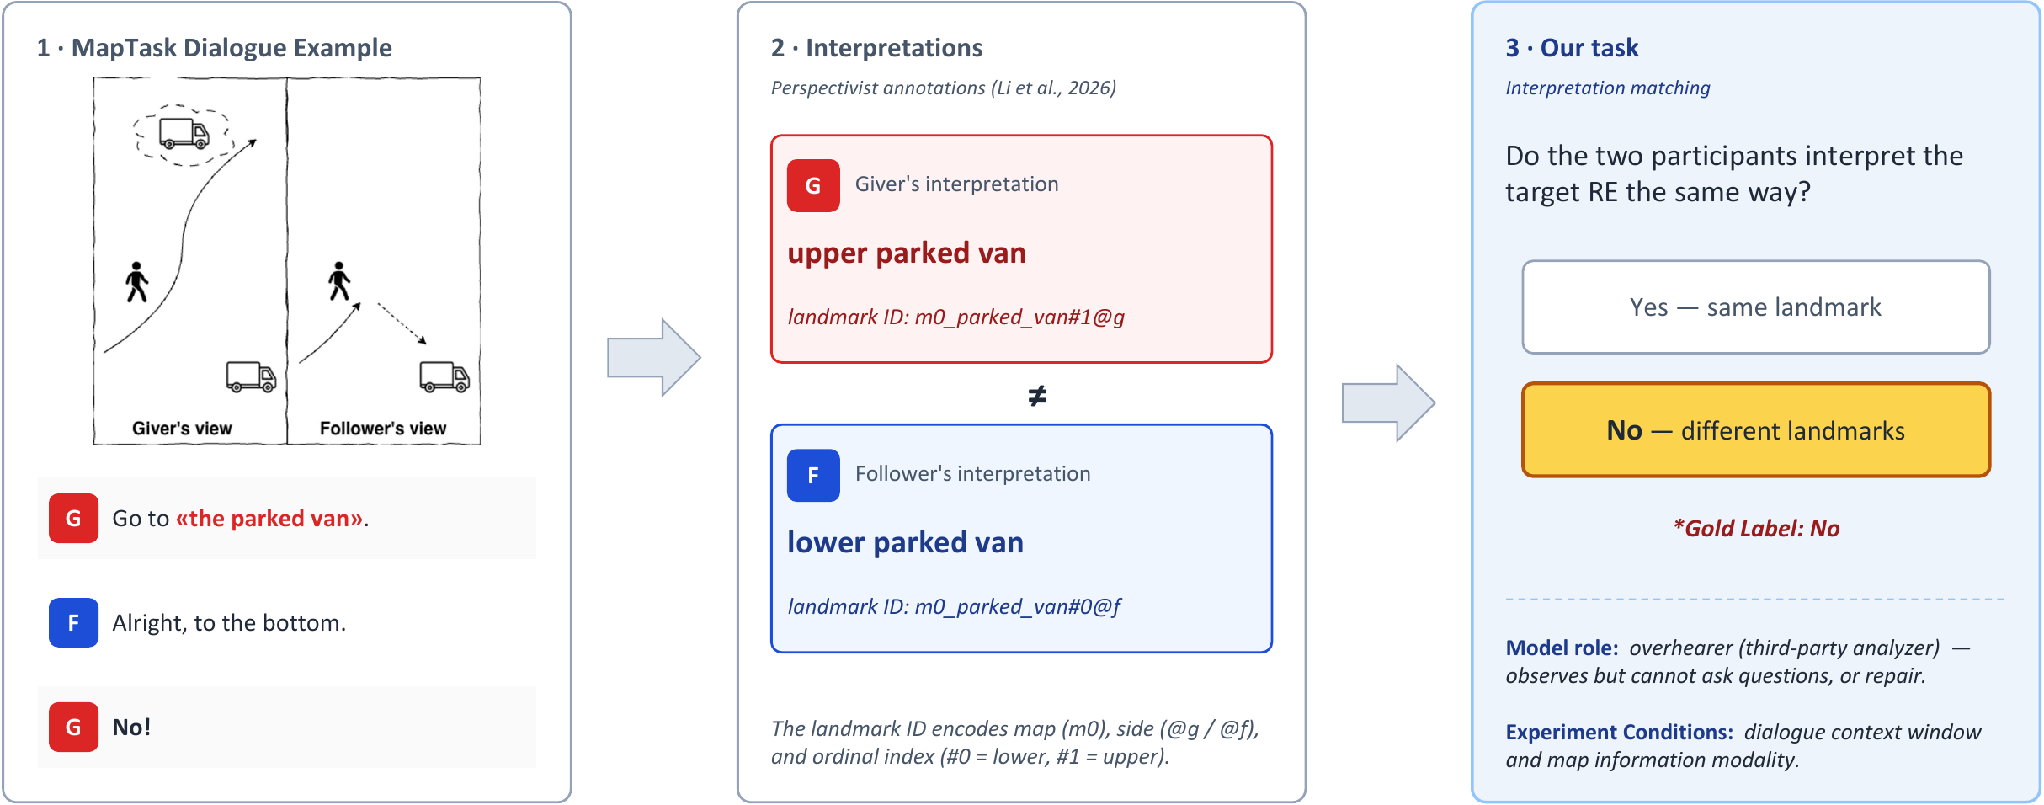 1 · MapTask Dialogue Example
Giver's view
Follower's view
G
Go to «the parked van».
F
Alright, to the bottom.
G
No!
2 · Interpretations
Perspectivist annotations (Li et al., 2026)
G
Giver's interpretation
upper parked van
landmark ID: m0_parked_van#1@g
≠
F
Follower's interpretation
lower parked van
landmark ID: m0_parked_van#0@f
The landmark ID encodes map (m0), side (@g / @f),
and ordinal index (#0 = lower, #1 = upper).
3 · Our task
Interpretation matching
Do the two participants interpret the
target RE the same way?
Yes — same landmark
No — different landmarks
*Gold Label: No
Model role: overhearer (third-party analyzer) —
observes but cannot ask questions, or repair.
Experiment Conditions: dialogue context window
and map information modality.